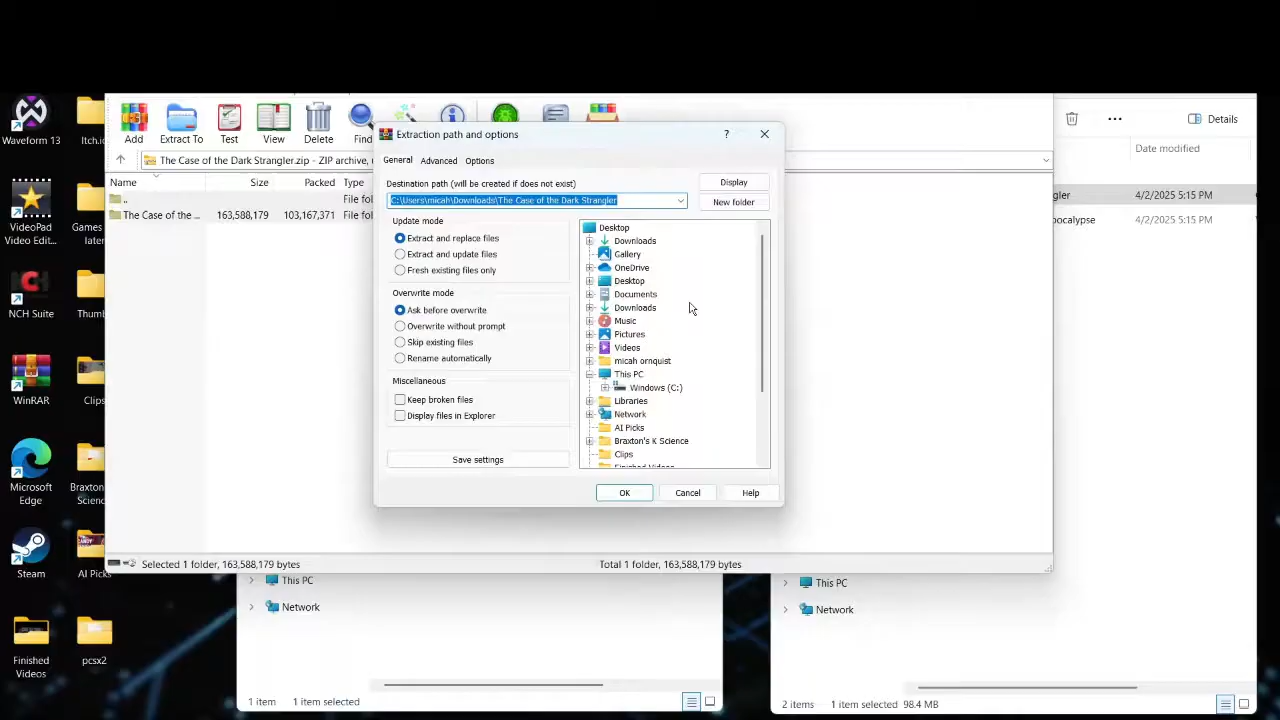 Waveform 13
Itch.io
VideoPad
Video Edit...
Games
later
NCH Suite
Thumb
WinRAR
Clips
Microsoft
Edge
Braxton
Scienc
Steam
AI Picks
Finished
Videos
pcsx2
Add
Extract To
Test
View
Delete
Find
The Case of the Dark Strangler.zip - ZIP archive,
Name
Size
Packed
Type
..
The Case of the ...
163,588,179
103,167,371
File fo
File fo
Selected 1 folder, 163,588,179 bytes
Total 1 folder, 163,588,179 bytes
Extraction path and options
?
General
Advanced
Options
Destination path (will be created if does not exist)
Display
C:\Users\micah\Downloads\The Case of the Dark Strangler
New folder
Update mode
Extract and replace files
Extract and update files
Fresh existing files only
Overwrite mode
Ask before overwrite
Overwrite without prompt
Skip existing files
Rename automatically
Miscellaneous
Keep broken files
Display files in Explorer
Save settings
Desktop
Downloads
Gallery
OneDrive
Desktop
Documents
Downloads
Music
Pictures
Videos
micah ornquist
This PC
Windows (C:)
Libraries
Network
AI Picks
Braxton's K Science
Clips
Finished Videos
OK
Cancel
Help
Details
Date modified
gler
4/2/2025 5:15 PM
ocalypse
4/2/2025 5:15 PM
This PC
Network
1 item
1 item selected
This PC
Network
2 items
1 item selected 98.4 MB